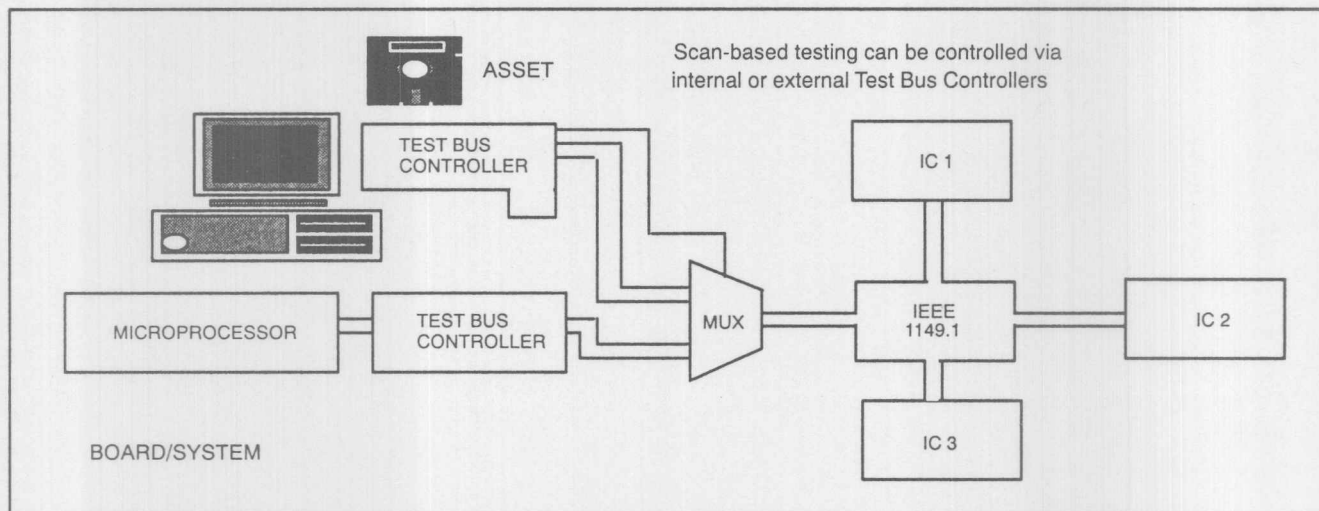 ASSET
Scan-based testing can be controlled via
internal or external Test Bus Controllers
TEST BUS
CONTROLLER
IC 1
MICROPROCESSOR
TEST BUS
CONTROLLER
MUX
IEEE
1149.1
IC 2
IC 3
BOARD/SYSTEM